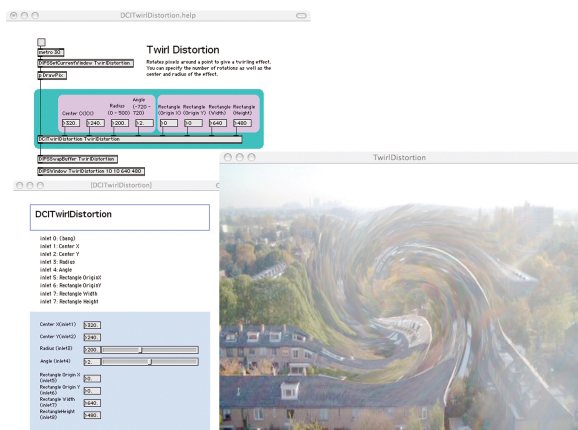 DCITwirlDistortion.help
metro 30
DIPSSetCurrentWindow TwirlDistortion
p DrawPic
Twirl Distortion
Rotates pixels around a point to give a twirling effect.
You can specify the number of rotations as well as the
center and radius of the effect.
Center (X)(Y)
Radius
(0 - 500)
Angle
(-720 -
720)
Rectangle
(Origin X)
Rectangle
(Origin Y)
Rectangle
(Width)
Rectangle
(Height)
320. 240. 200. 12. 0 0 640 480
DCITwirlDistortion TwirlDistortion
DIPSSwapBuffer TwirlDistortion
DIPSWindow TwirlDistortion 10 10 640 480
[DCITwirlDistortion]
TwirlDistortion
DCITwirlDistortion
inlet 0: (bang)
inlet 1: Center X
inlet 2: Center Y
inlet 3: Radius
inlet 4: Angle
inlet 5: Rectangle OriginX
inlet 6: Rectangle OriginY
inlet 7: Rectangle Width
inlet 7: Rectangle Height
Center X(inlet1) 320.
Center Y(inlet2) 240.
Radius (inlet3) 200.
Angle (inlet4) 12.
Rectangle Origin X
(inlet5) 0.
Rectangle Origin Y
(inlet6) 0.
Rectangle Width
(inlet7) 640.
RectangleHeight
(inlet8) 480.